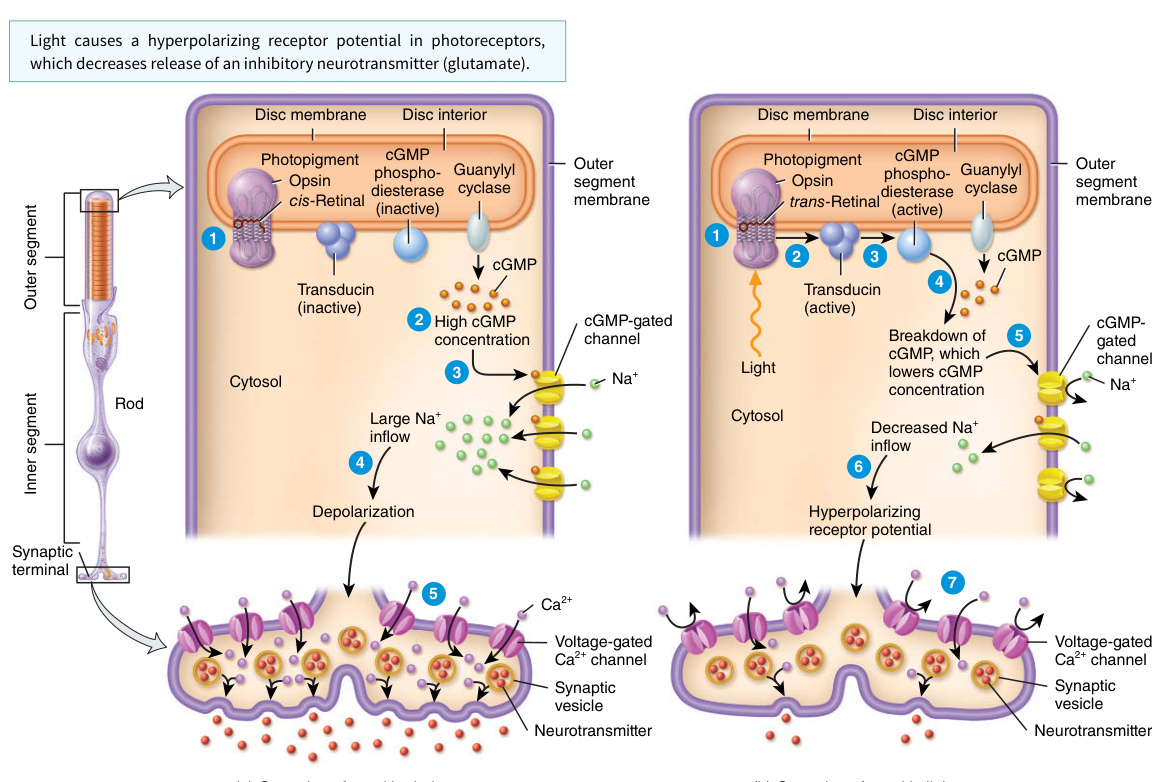 Light causes a hyperpolarizing receptor potential in photoreceptors,
which decreases release of an inhibitory neurotransmitter (glutamate).
Outer segment
Inner segment
Rod
Synaptic
terminal
Disc membrane
Disc interior
Photopigment
Opsin
cis-Retinal
cGMP
phospho-
diesterase
(inactive)
Guanylyl
cyclase
Outer
segment
membrane
1
Transducin
(inactive)
cGMP
2
High cGMP
concentration
cGMP-gated
channel
3
Na⁺
Cytosol
Large Na⁺
inflow
4
Depolarization
5
Ca²⁺
Voltage-gated
Ca²⁺ channel
Synaptic
vesicle
Neurotransmitter
Disc membrane
Disc interior
Photopigment
Opsin
trans-Retinal
cGMP
phospho-
diesterase
(active)
Guanylyl
cyclase
Outer
segment
membrane
1
2
3
Transducin
(active)
4
cGMP
Light
Breakdown of
cGMP, which
lowers cGMP
concentration
5
cGMP-
gated
channel
Na⁺
Cytosol
Decreased Na⁺
inflow
6
Hyperpolarizing
receptor potential
7
Voltage-gated
Ca²⁺ channel
Synaptic
vesicle
Neurotransmitter